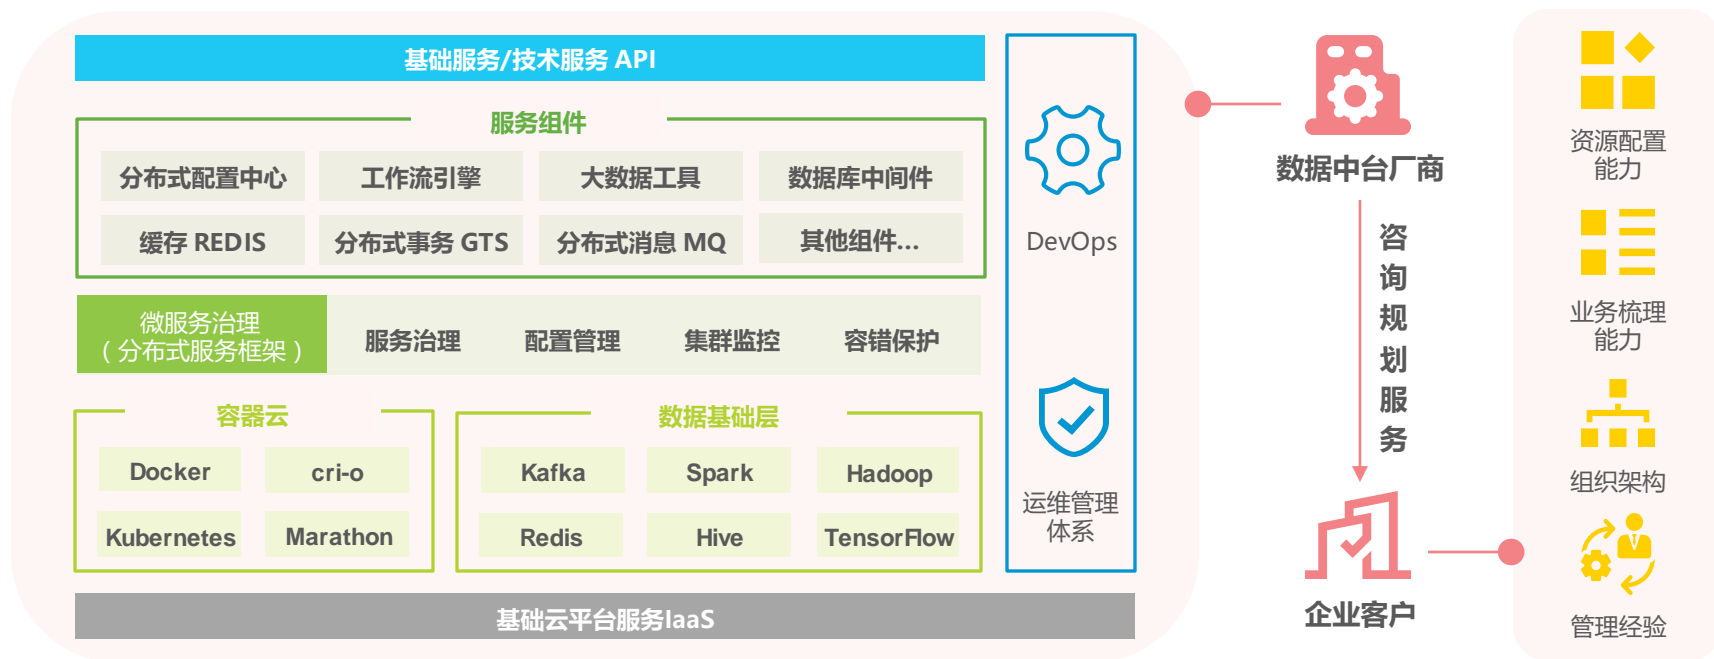 基础服务/技术服务 API
服务组件
分布式配置中心
工作流引擎
大数据工具
数据库中间件
缓存 REDIS
分布式事务 GTS
分布式消息 MQ
其他组件...
微服务治理
（分布式服务框架）
服务治理
配置管理
集群监控
容错保护
容器云
Docker
cri-o
Kubernetes
Marathon
数据基础层
Kafka
Spark
Hadoop
Redis
Hive
TensorFlow
基础云平台服务IaaS
DevOps
运维管理
体系
数据中台厂商
咨询规划服务
企业客户
资源配置
能力
业务梳理
能力
组织架构
管理经验